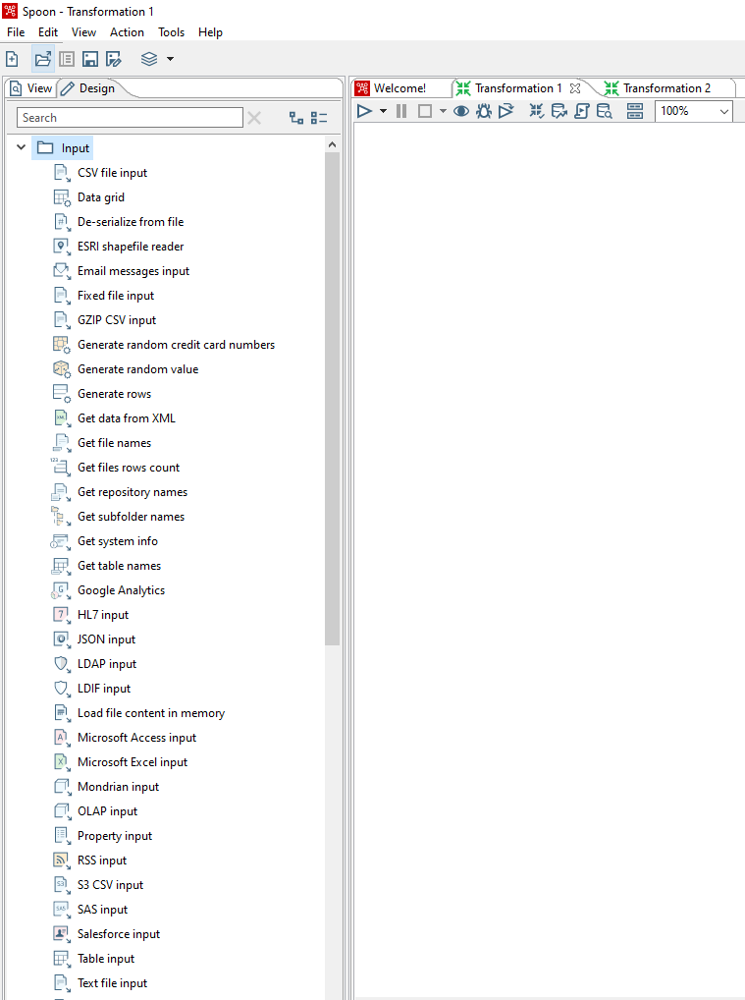 Spoon - Transformation 1
File Edit View Action Tools Help
View Design
Welcome! Transformation 1 Transformation 2
100%
Search
Input
CSV file input
Data grid
De-serialize from file
ESRI shapefile reader
Email messages input
Fixed file input
GZIP CSV input
Generate random credit card numbers
Generate random value
Generate rows
Get data from XML
Get file names
Get files rows count
Get repository names
Get subfolder names
Get system info
Get table names
Google Analytics
HL7 input
JSON input
LDAP input
LDIF input
Load file content in memory
Microsoft Access input
Microsoft Excel input
Mondrian input
OLAP input
Property input
RSS input
S3 CSV input
SAS input
Salesforce input
Table input
Text file input